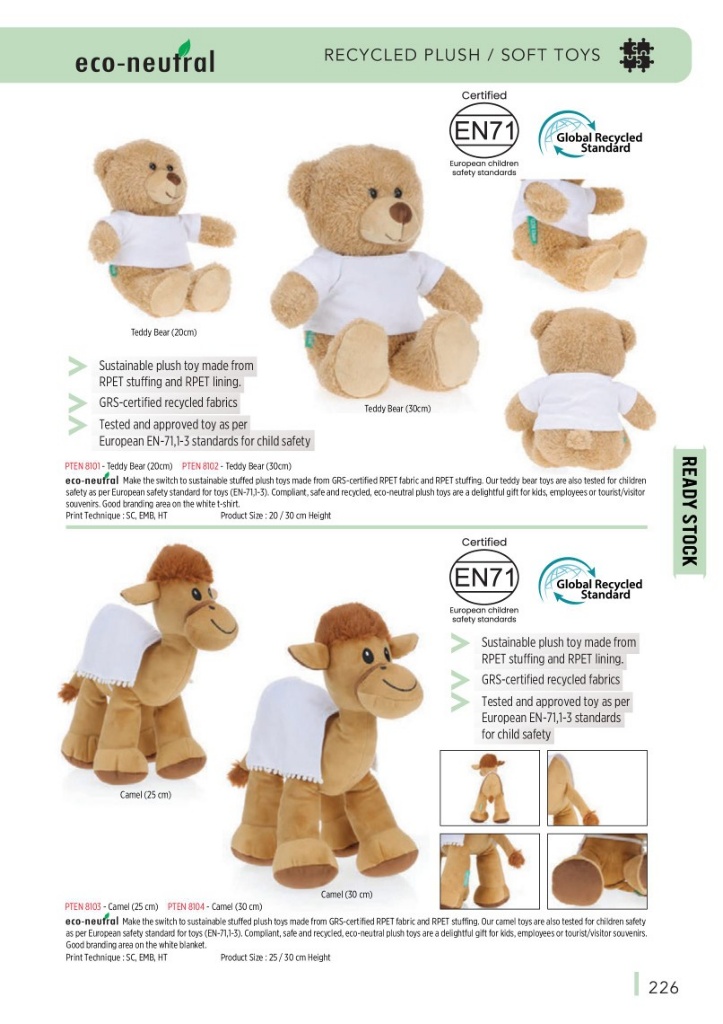 eco-neutral
RECYCLED PLUSH / SOFT TOYS
Certified
EN71
European children
safety standards
Global Recycled
Standard
Teddy Bear (20cm)
Teddy Bear (30cm)
Sustainable plush toy made from
RPET stuffing and RPET lining.
GRS-certified recycled fabrics
Tested and approved toy as per
European EN-71,1-3 standards for child safety
PTEN 8101 - Teddy Bear (20cm) PTEN 8102 - Teddy Bear (30cm)
eco-neutral Make the switch to sustainable stuffed plush toys made from GRS-certified RPET fabric and RPET stuffing. Our teddy bear toys are also tested for children
safety as per European safety standard for toys (EN-71,1-3). Compliant, safe and recycled, eco-neutral plush toys are a delightful gift for kids, employees or tourist/visitor
souvenirs. Good branding area on the white t-shirt.
Print Technique : SC, EMB, HT Product Size : 20 / 30 cm Height
READY STOCK
Certified
EN71
European children
safety standards
Global Recycled
Standard
Sustainable plush toy made from
RPET stuffing and RPET lining.
GRS-certified recycled fabrics
Tested and approved toy as per
European EN-71,1-3 standards
for child safety
Camel (25 cm)
Camel (30 cm)
PTEN 8103 - Camel (25 cm) PTEN 8104 - Camel (30 cm)
eco-neutral Make the switch to sustainable stuffed plush toys made from GRS-certified RPET fabric and RPET stuffing. Our camel toys are also tested for children safety
as per European safety standard for toys (EN-71,1-3). Compliant, safe and recycled, eco-neutral plush toys are a delightful gift for kids, employees or tourist/visitor souvenirs.
Good branding area on the white blanket.
Print Technique : SC, EMB, HT Product Size : 25 / 30 cm Height
226